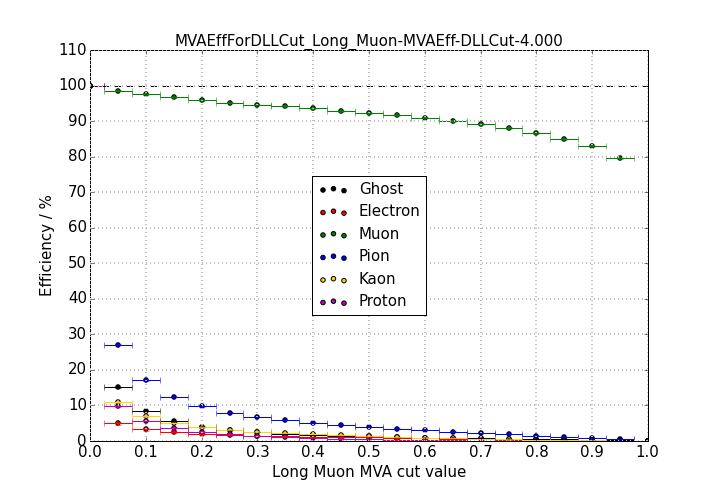 MVAEffForDLLCut_Long_Muon-MVAEff-DLLCut-4.000
110
100
90
80
70
60
50
40
30
20
10
0
Efficiency / %
Ghost
Electron
Muon
Pion
Kaon
Proton
0.0 0.1 0.2 0.3 0.4 0.5 0.6 0.7 0.8 0.9 1.0
Long Muon MVA cut value